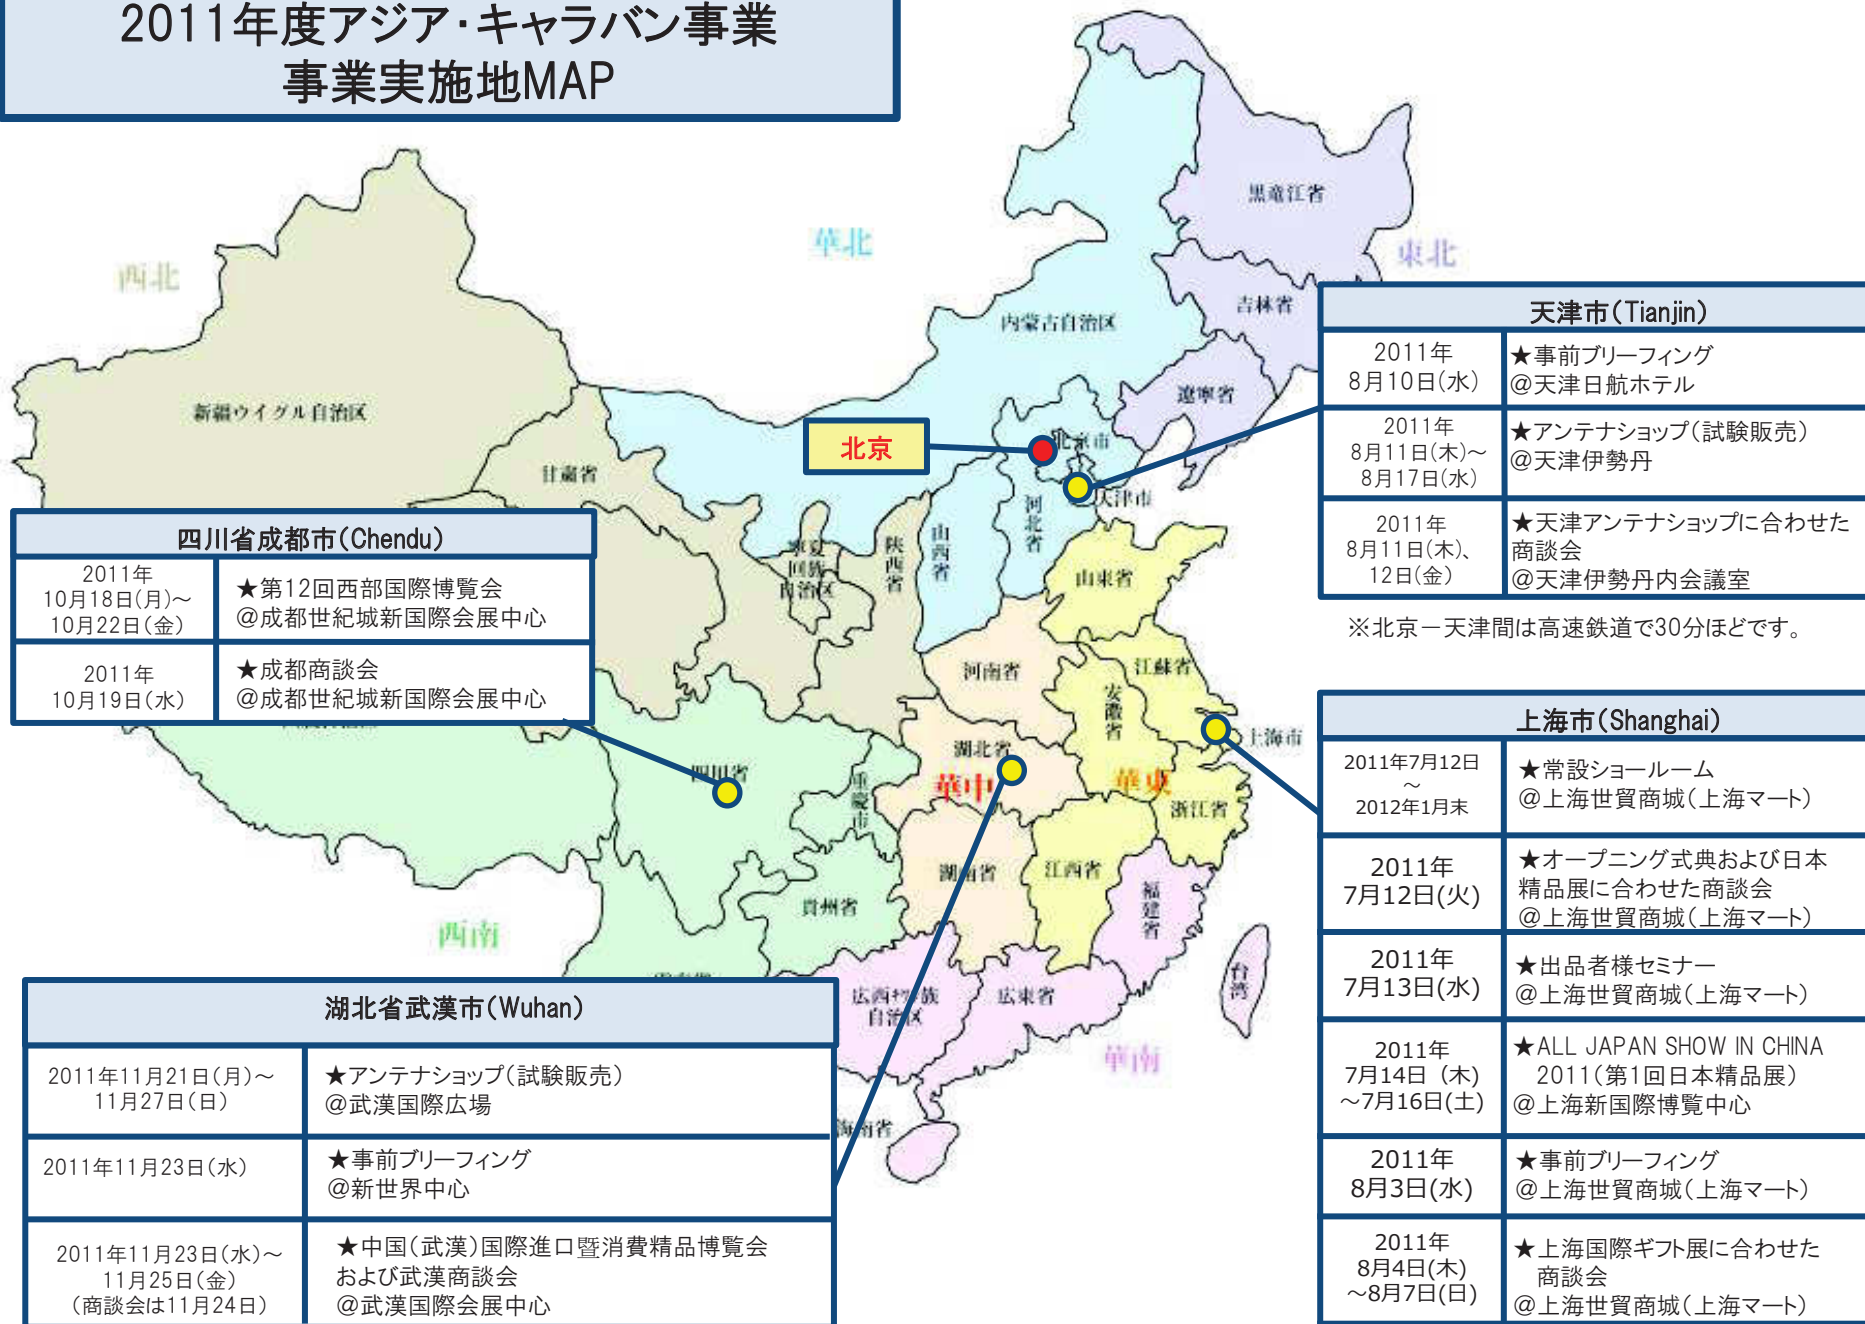 2011年度アジア・キャラバン事業
事業実施地MAP
西北
華北
東北
黒竜江省
吉林省
内蒙古自治区
遼寧省
新疆ウイグル自治区
甘粛省
北京
北京市
天津市
河北省
山西省
陝西省
寧夏
回族
自治区
山東省
河南省
江蘇省
安徽省
上海市
湖北省
華中
華東
四川省
重慶市
浙江省
湖南省
江西省
貴州省
福建省
西南
台湾
広東省
自治区
華南
海南省
天津市(Tianjin)
2011年
8月10日(水)
★事前ブリーフィング
@天津日航ホテル
2011年
8月11日(木)～
8月17日(水)
★アンテナショップ(試験販売)
@天津伊勢丹
2011年
8月11日(木)、
12日(金)
★天津アンテナショップに合わせた
商談会
@天津伊勢丹内会議室
※北京－天津間は高速鉄道で30分ほどです。
四川省成都市(Chendu)
2011年
10月18日(月)～
10月22日(金)
★第12回西部国際博覧会
@成都世紀城新国際会展中心
2011年
10月19日(水)
★成都商談会
@成都世紀城新国際会展中心
上海市(Shanghai)
2011年7月12日
～
2012年1月末
★常設ショールーム
@上海世貿商城(上海マート)
2011年
7月12日(火)
★オープニング式典および日本
精品展に合わせた商談会
@上海世貿商城(上海マート)
2011年
7月13日(水)
★出品者様セミナー
@上海世貿商城(上海マート)
2011年
7月14日 (木)
～7月16日(土)
★ALL JAPAN SHOW IN CHINA
2011(第1回日本精品展)
@上海新国際博覧中心
2011年
8月3日(水)
★事前ブリーフィング
@上海世貿商城(上海マート)
2011年
8月4日(木)
～8月7日(日)
★上海国際ギフト展に合わせた
商談会
@上海世貿商城(上海マート)
湖北省武漢市(Wuhan)
2011年11月21日(月)～
11月27日(日)
★アンテナショップ(試験販売)
@武漢国際広場
2011年11月23日(水)
★事前ブリーフィング
@新世界中心
2011年11月23日(水)～
11月25日(金)
(商談会は11月24日)
★中国(武漢)国際進口暨消費精品博覧会
および武漢商談会
@武漢国際会展中心